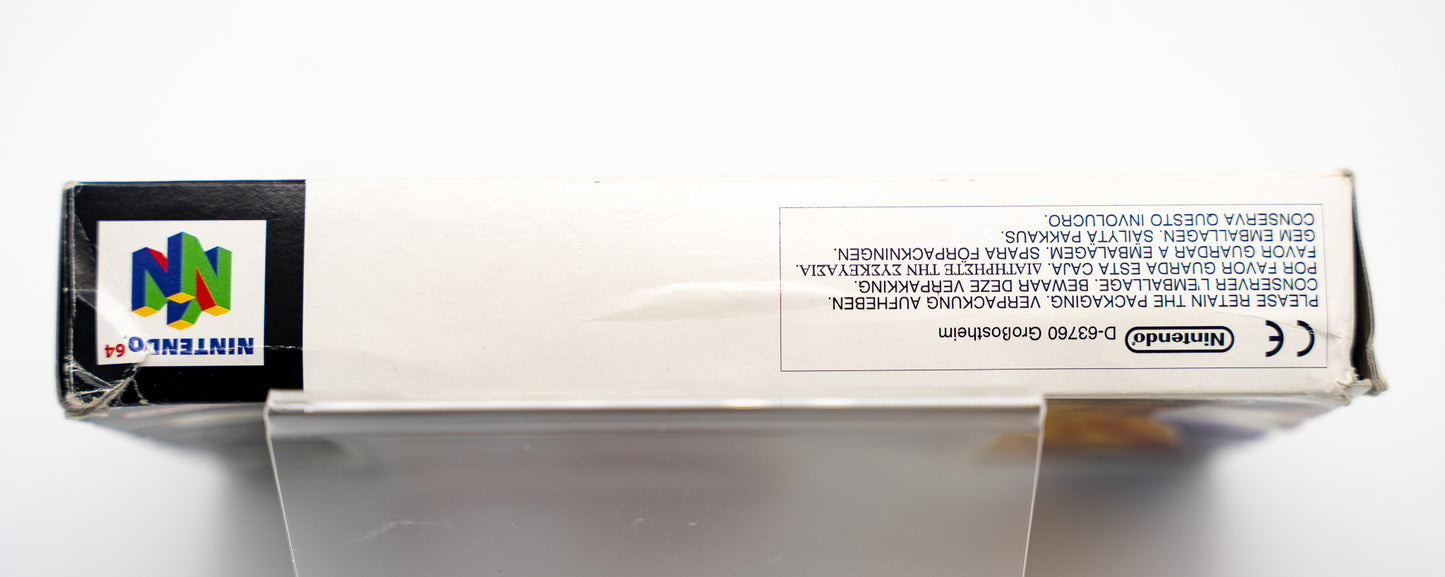 NINTENDO 64
CE Nintendo® D-63760 Großostheim
PLEASE RETAIN THE PACKAGING. VERPACKUNG AUFHEBEN.
CONSERVER L'EMBALLAGE. BEWAAR DEZE VERPAKKING.
POR FAVOR GUARDA ESTA CAJA. ΔΙΑΤΗΡΗΣΤΕ ΤΗΝ ΣΥΣΚΕΥΑΣΙΑ.
FAVOR GUARDAR A EMBALAGEM. SPARA FÖRPACKNINGEN.
GEM EMBALLAGEN. SÄILYTÄ PAKKAUS.
CONSERVA QUESTO INVOLUCRO.